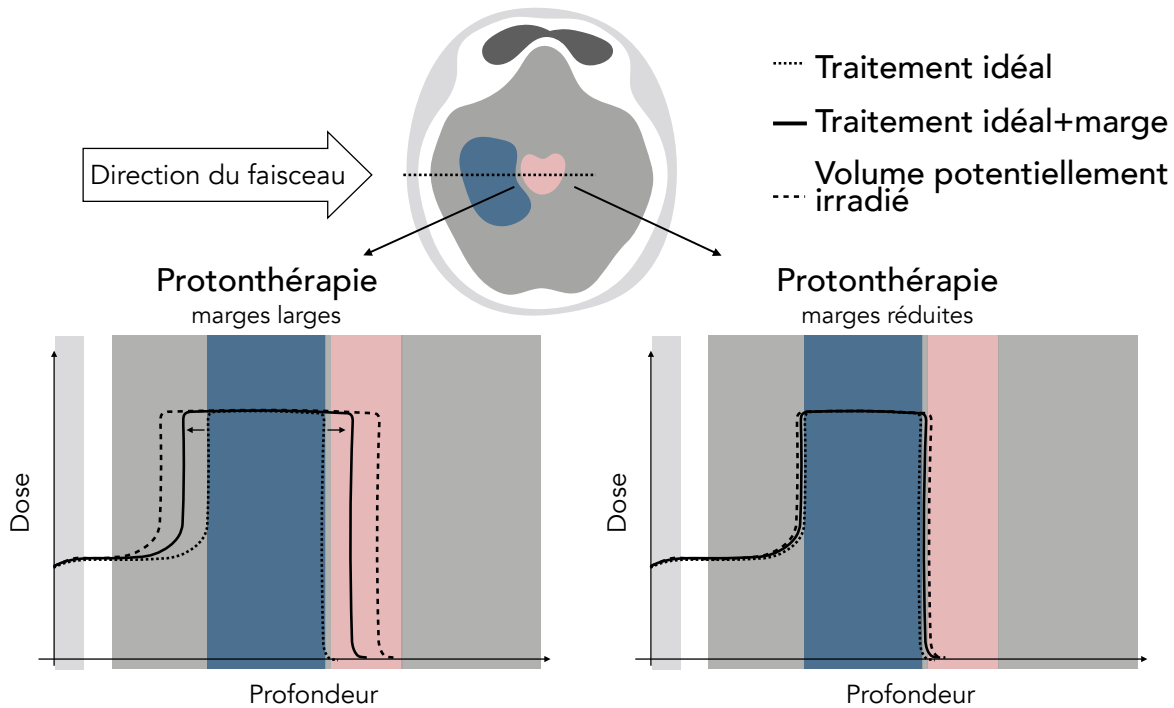 Traitement idéal
Traitement idéal+marge
Volume potentiellement
irradié
Direction du faisceau
Protonthérapie
marges larges
Protonthérapie
marges réduites
Dose
Profondeur
Dose
Profondeur